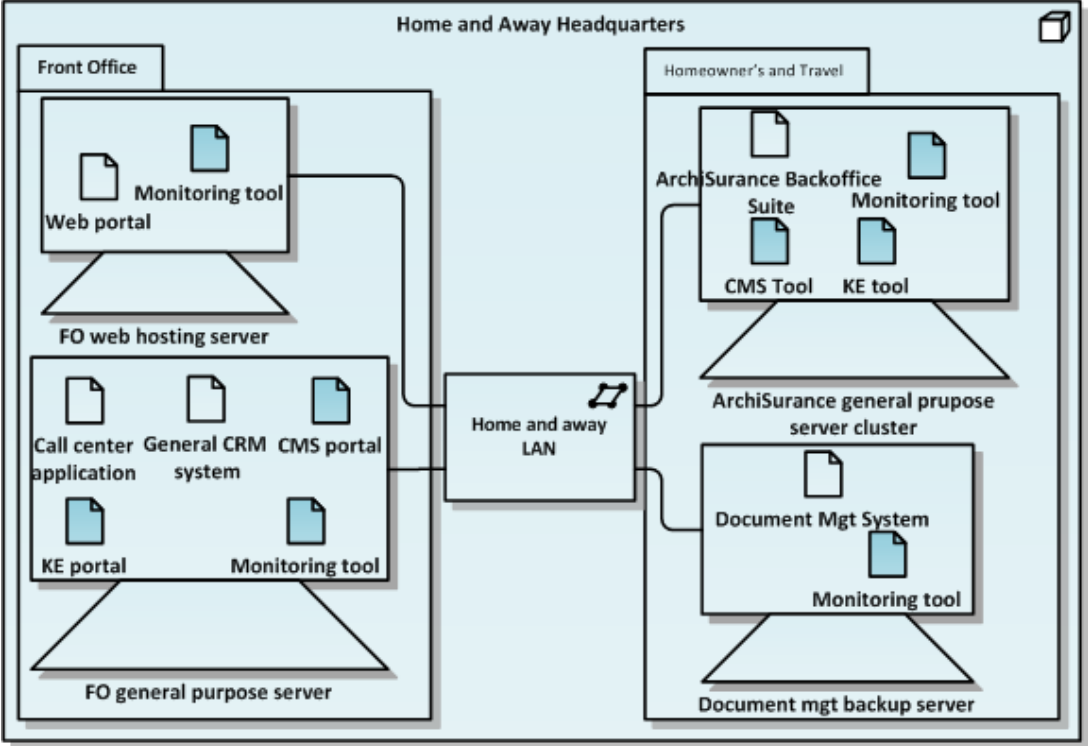 Home and Away Headquarters
Front Office
Monitoring tool
Web portal
FO web hosting server
Call center
application
General CRM
system
CMS portal
KE portal
Monitoring tool
FO general purpose server
Home and away
LAN
Homeowner's and Travel
ArchiSurance Backoffice
Suite
Monitoring tool
CMS Tool
KE tool
ArchiSurance general prupose
server cluster
Document Mgt System
Monitoring tool
Document mgt backup server